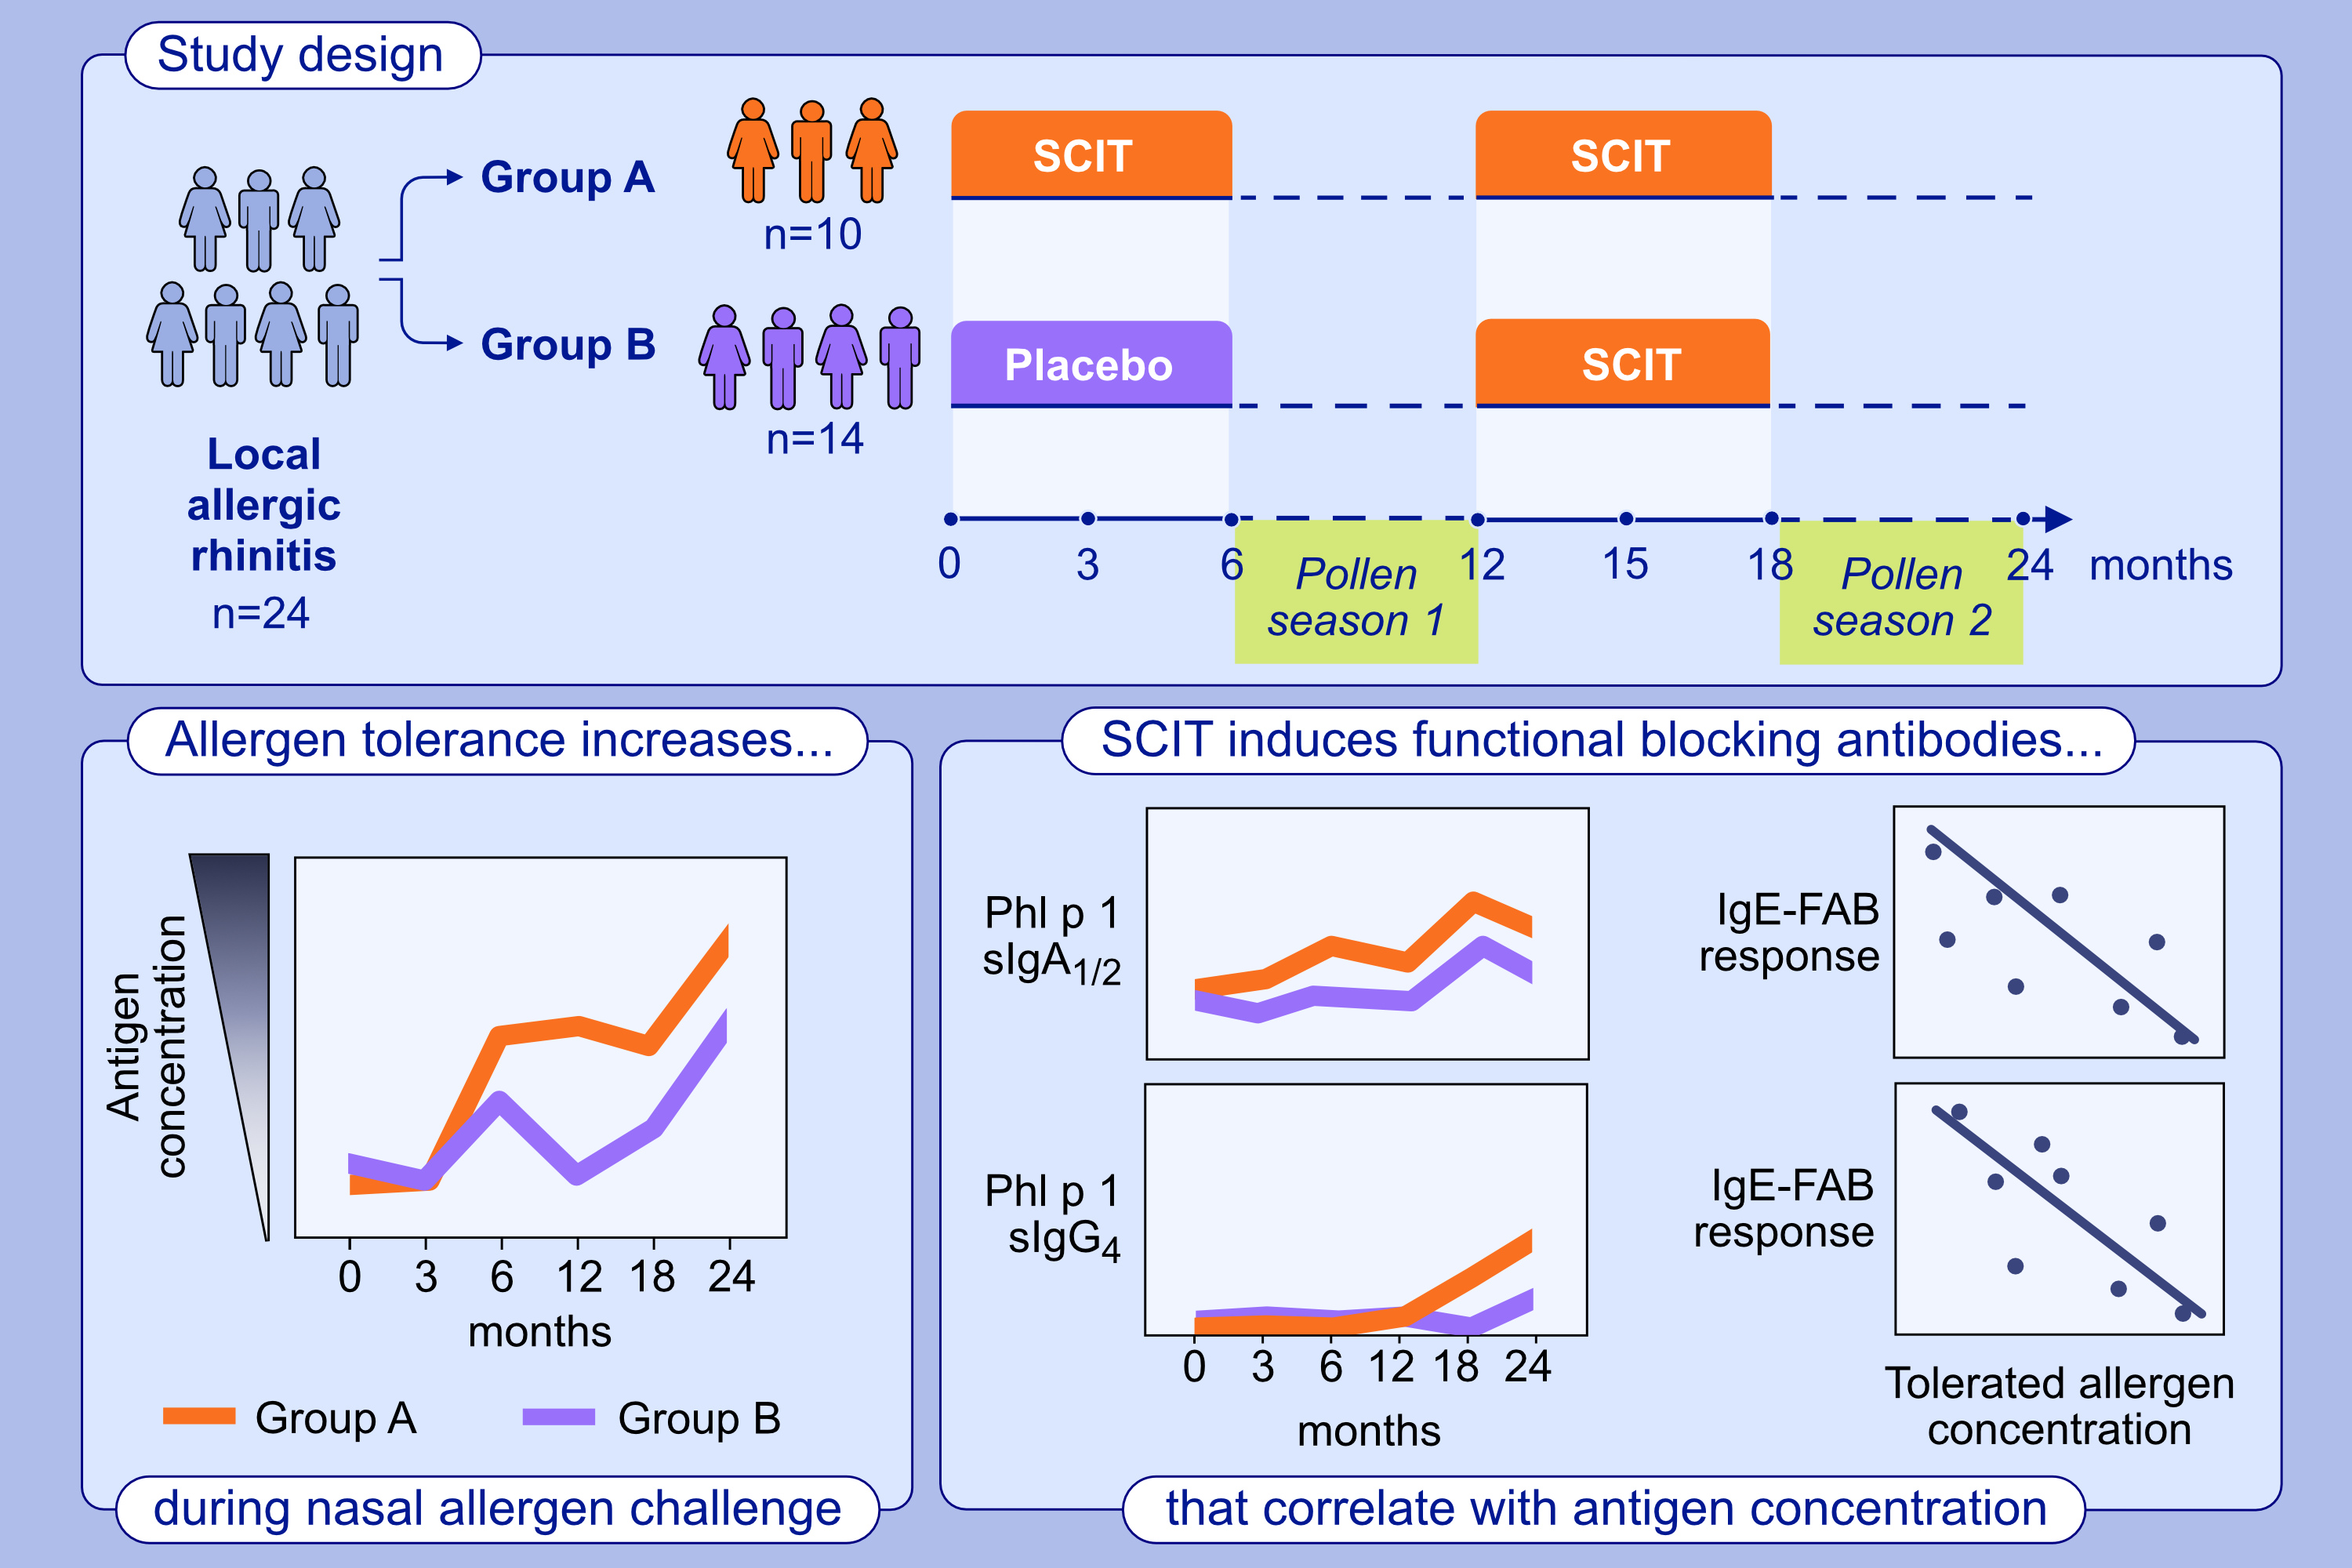 Study design
Group A
n=10
Group B
n=14
Local
allergic
rhinitis
n=24
SCIT
SCIT
Placebo
SCIT
0 3 6 12 15 18 24 months
Pollen
season 1
Pollen
season 2
Allergen tolerance increases...
Antigen
concentration
0 3 6 12 18 24
months
Group A
Group B
during nasal allergen challenge
SCIT induces functional blocking antibodies...
Phl p 1
sIgA1/2
IgE-FAB
response
Phl p 1
sIgG4
0 3 6 12 18 24
months
IgE-FAB
response
Tolerated allergen
concentration
that correlate with antigen concentration